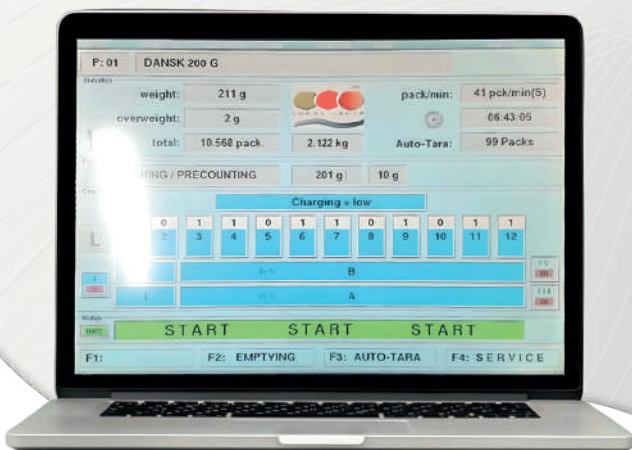 P: 01 DANSK 200 G
Statistics
weight: 211 g pack/min: 41 pck/min(5)
overweight: 2 g 06:43:05
total: 10.568 pack. 2.122 kg Auto-Tara: 99 Packs
/ PRECOUNTING 201 g 10 g
Charging = low
0 1 1 0 1 1 0 1 0 1 1
2 3 4 5 6 7 8 9 10 11 12
B
A
Status
START START START
F1: F2: EMPTYING F3: AUTO-TARA F4: SERVICE